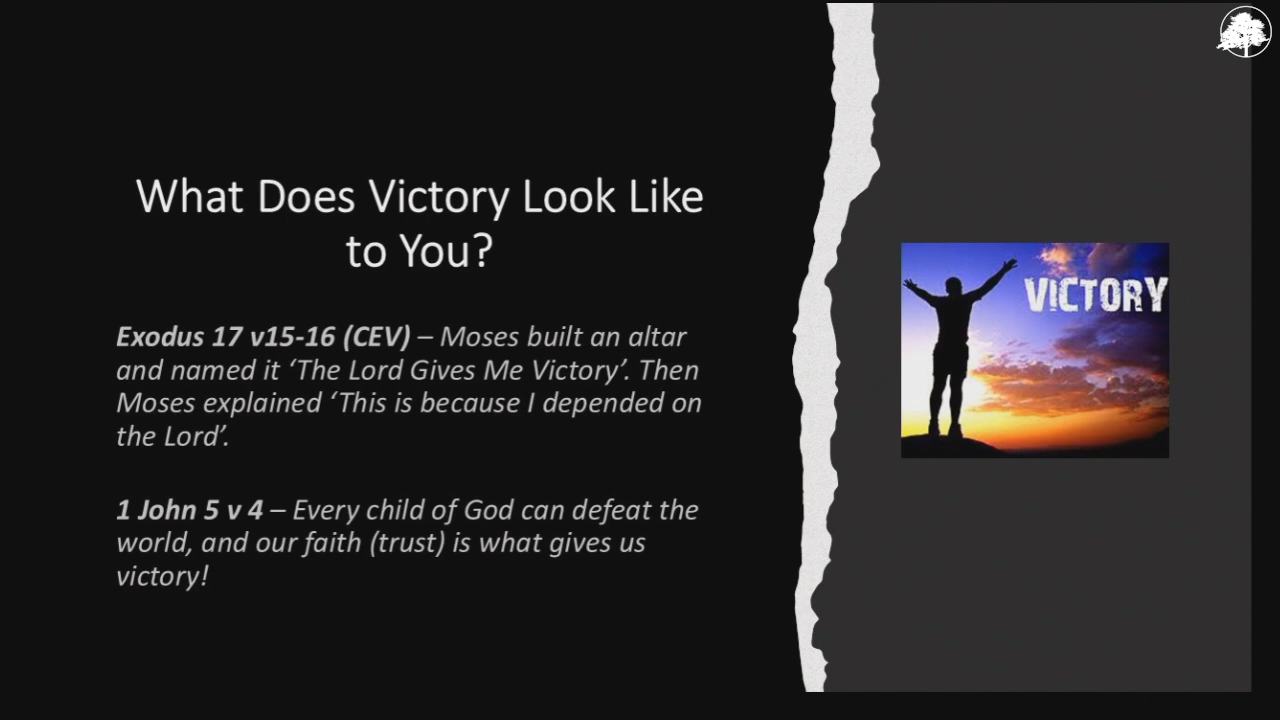 What Does Victory Look Like
to You?
Exodus 17 v15-16 (CEV) – Moses built an altar
and named it ‘The Lord Gives Me Victory’. Then
Moses explained ‘This is because I depended on
the Lord’.
1 John 5 v 4 – Every child of God can defeat the
world, and our faith (trust) is what gives us
victory!
VICTORY